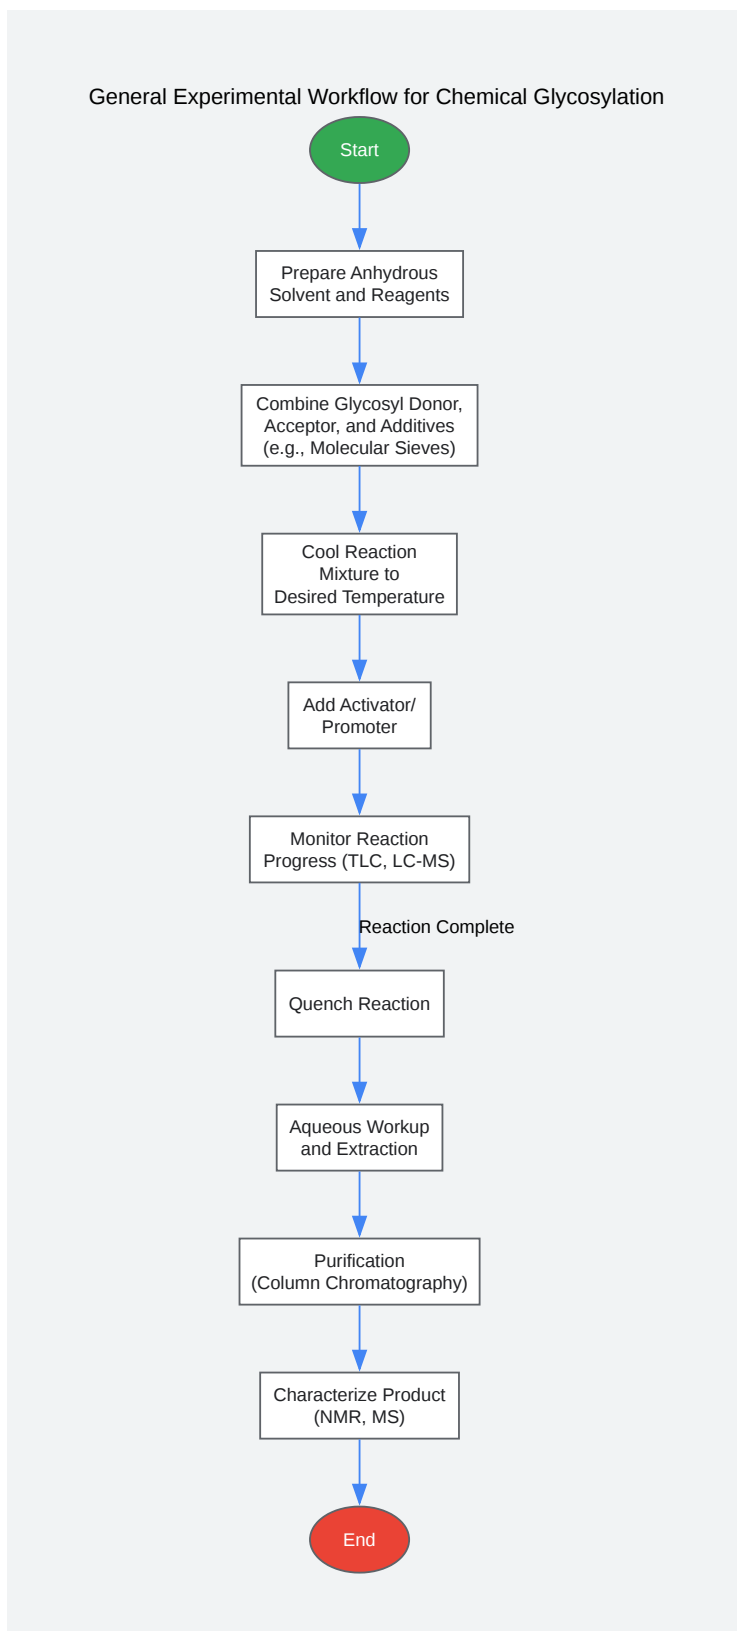 General Experimental Workflow for Chemical Glycosylation
Start
Prepare Anhydrous
Solvent and Reagents
Combine Glycosyl Donor,
Acceptor, and Additives
(e.g., Molecular Sieves)
Cool Reaction
Mixture to
Desired Temperature
Add Activator/
Promoter
Monitor Reaction
Progress (TLC, LC-MS)
Reaction Complete
Quench Reaction
Aqueous Workup
and Extraction
Purification
(Column Chromatography)
Characterize Product
(NMR, MS)
End